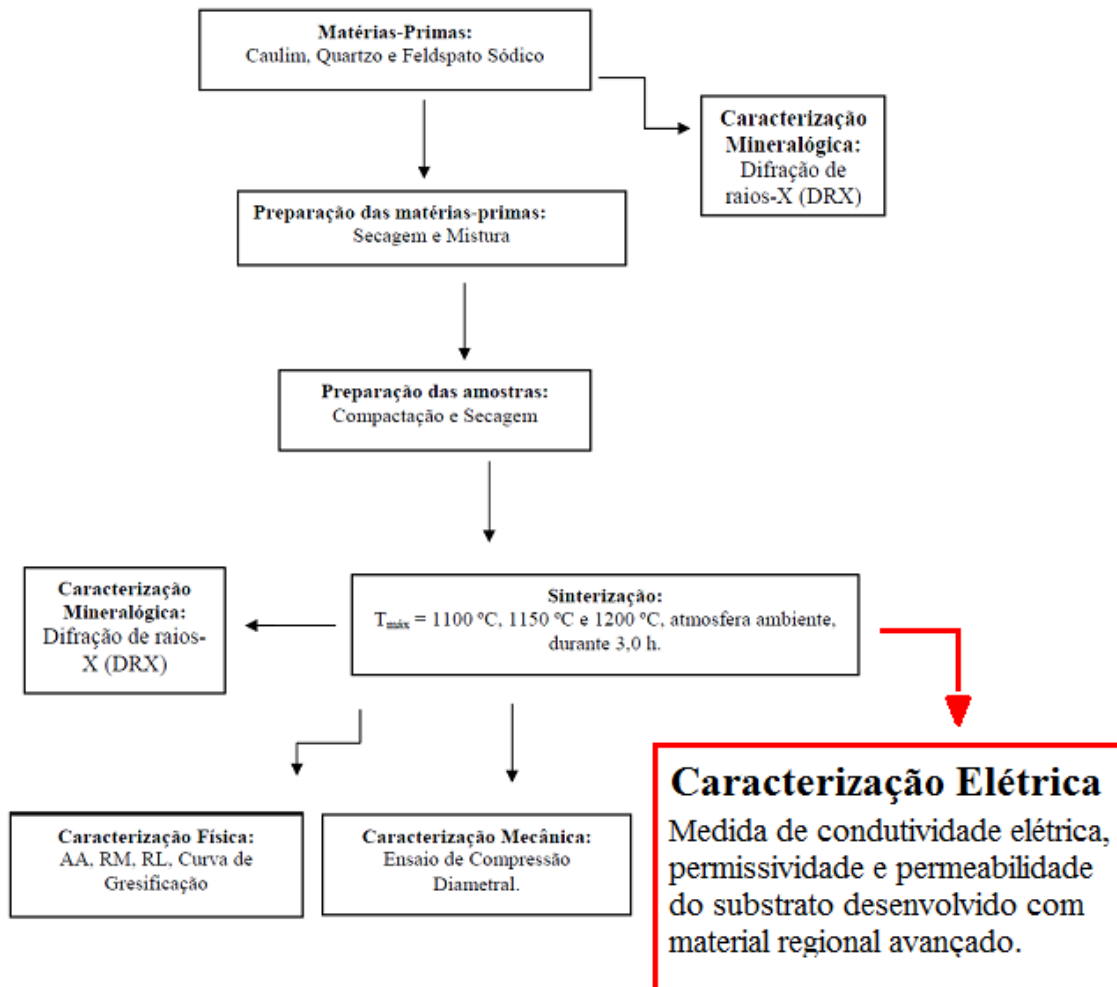 Matérias-Primas:
Caulim, Quartzo e Feldspato Sódico
Caracterização
Mineralógica:
Difração de
raios-X (DRX)
Preparação das matérias-primas:
Secagem e Mistura
Preparação das amostras:
Compactação e Secagem
Caracterização
Mineralógica:
Difração de raios-
X (DRX)
Sinterização:
Tmáx = 1100 ºC, 1150 ºC e 1200 ºC, atmosfera ambiente,
durante 3,0 h.
Caracterização Física:
AA, RM, RL, Curva de
Gresificação
Caracterização Mecânica:
Ensaio de Compressão
Diametral.
Caracterização Elétrica
Medida de condutividade elétrica,
permissividade e permeabilidade
do substrato desenvolvido com
material regional avançado.